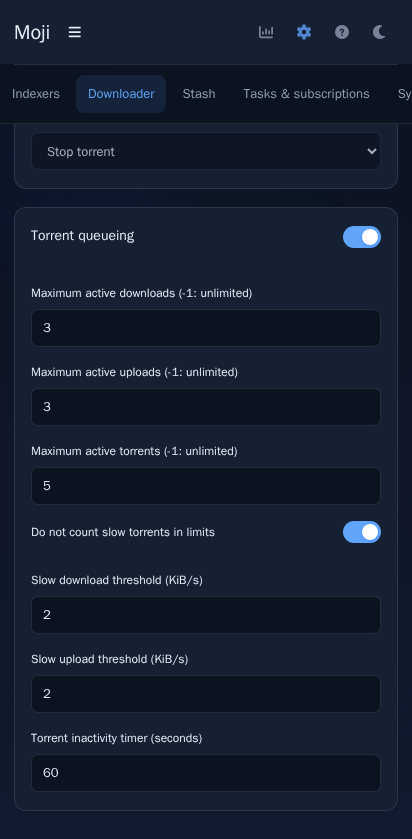 Moji
Indexers Downloader Stash Tasks & subscriptions Sy
Stop torrent
Torrent queueing
Maximum active downloads (-1: unlimited)
3
Maximum active uploads (-1: unlimited)
3
Maximum active torrents (-1: unlimited)
5
Do not count slow torrents in limits
Slow download threshold (KiB/s)
2
Slow upload threshold (KiB/s)
2
Torrent inactivity timer (seconds)
60